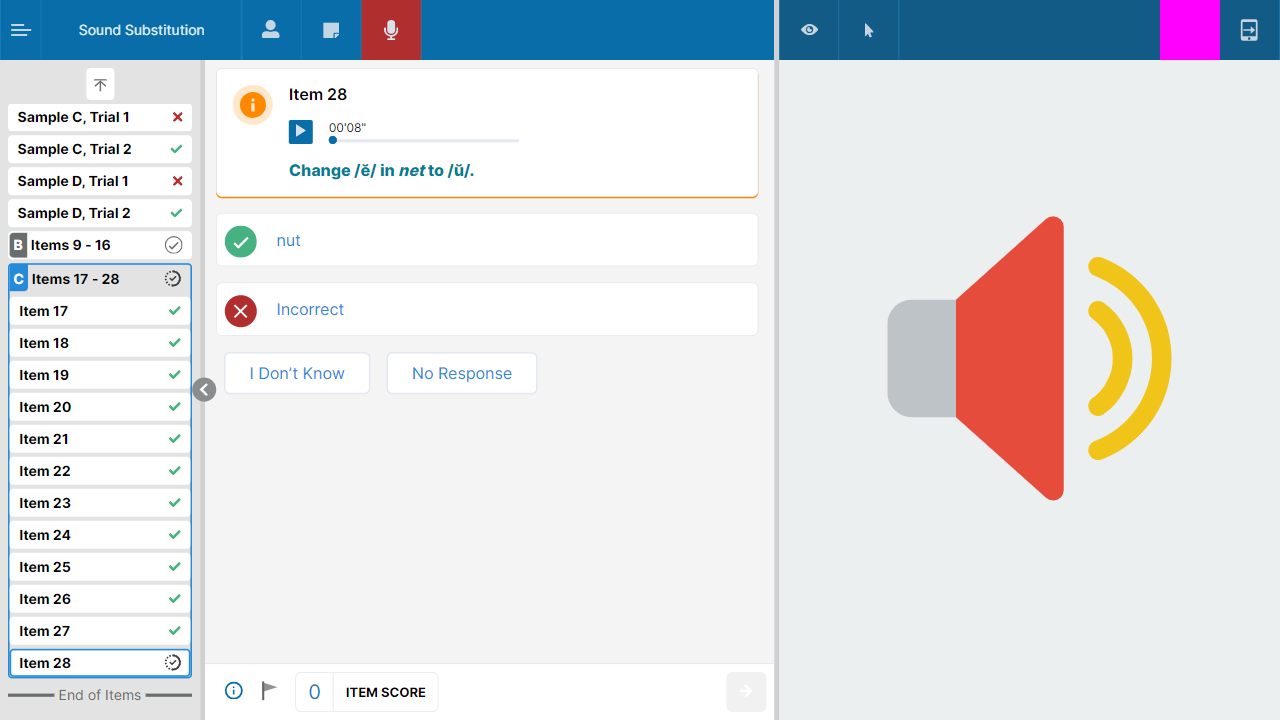 Sound Substitution
Sample C, Trial 1
Sample C, Trial 2
Sample D, Trial 1
Sample D, Trial 2
B Items 9 - 16
C Items 17 - 28
Item 17
Item 18
Item 19
Item 20
Item 21
Item 22
Item 23
Item 24
Item 25
Item 26
Item 27
Item 28
End of Items
Item 28
00'08"
Change /ĕ/ in net to /ŭ/.
nut
Incorrect
I Don’t Know
No Response
0 ITEM SCORE